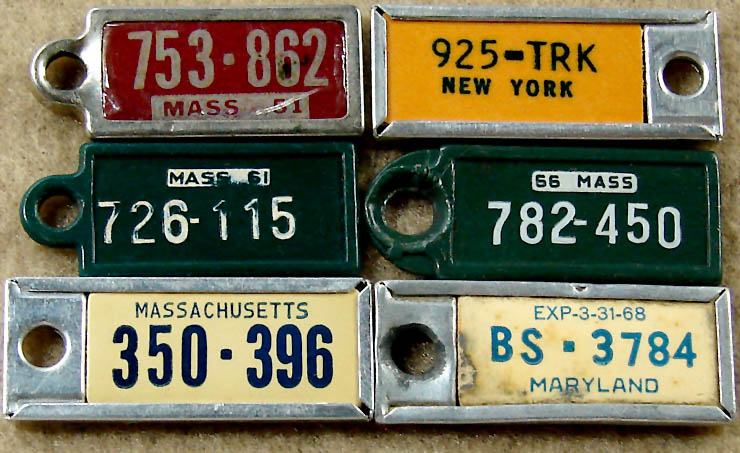 753·862
MASS 51
925-TRK
NEW YORK
MASS 61
726-115
66 MASS
782-450
MASSACHUSETTS
350·396
EXP-3-31-68
BS·3784
MARYLAND